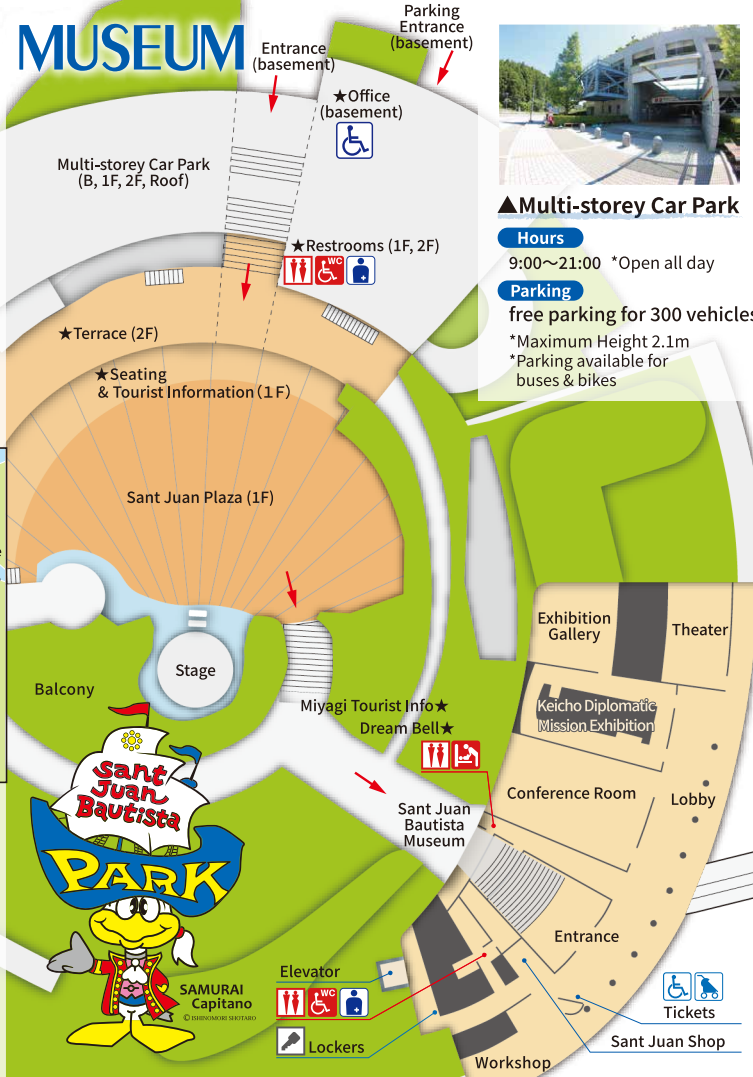 MUSEUM
Entrance
(basement)
Parking
Entrance
(basement)
★Office
(basement)
Multi-storey Car Park
(B, 1F, 2F, Roof)
★Restrooms (1F, 2F)
WC
▲Multi-storey Car Park
Hours
9:00～21:00 *Open all day
Parking
free parking for 300 vehicles
*Maximum Height 2.1m
*Parking available for
buses & bikes
★Terrace (2F)
★Seating
& Tourist Information（１F）
Sant Juan Plaza (1F)
Stage
Balcony
Miyagi Tourist Info★
Dream Bell★
Exhibition
Gallery
Theater
Keicho Diplomatic
Mission Exhibition
Conference Room
Lobby
Sant Juan
Bautista
Museum
Entrance
Sant
Juan
Bautista
PARK
SAMURAI
Capitano
© ISHINOMORI SHOTARO
Elevator
WC
Lockers
Tickets
Sant Juan Shop
Workshop